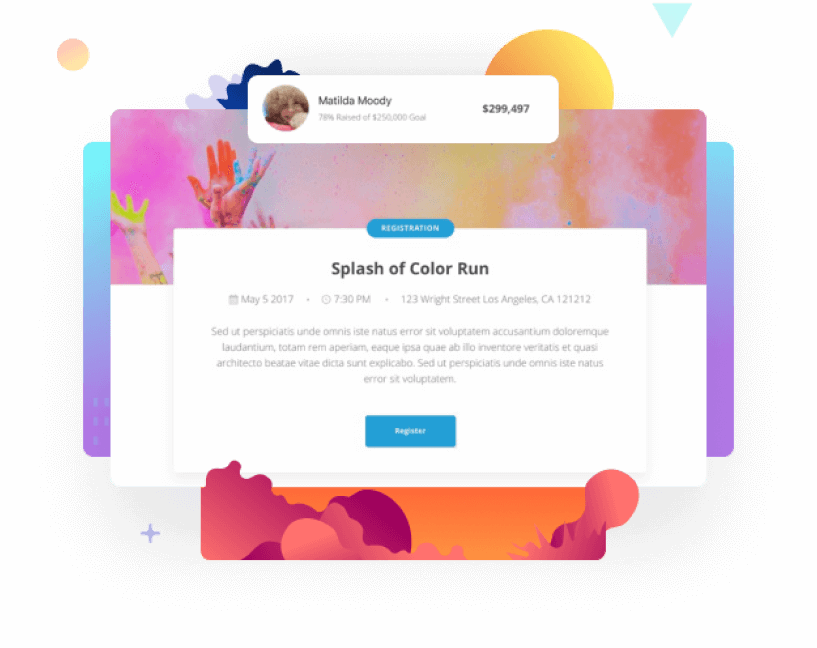 Matilda Moody
78% Raised of $250,000 Goal
$299,497
REGISTRATION
Splash of Color Run
May 5 2017 • 7:30 PM • 123 Wright Street Los Angeles, CA 121212
Sed ut perspiciatis unde omnis iste natus error sit voluptatem accusantium doloremque
laudantium, totam rem aperiam, eaque ipsa quae ab illo inventore veritatis et quasi
architecto beatae vitae dicta sunt explicabo. Sed ut perspiciatis unde omnis iste natus
error sit voluptatem.
Register